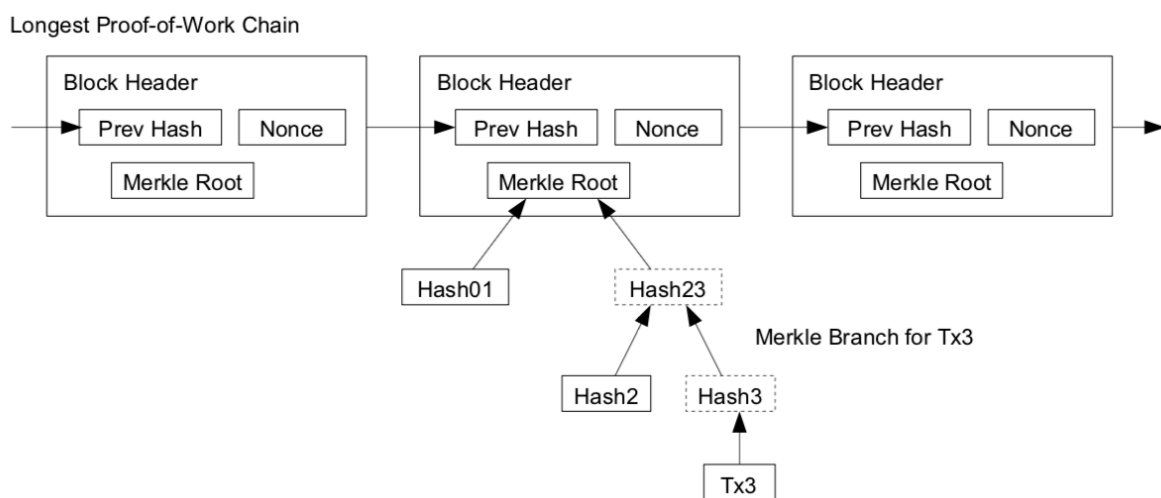 Longest Proof-of-Work Chain
Block Header Block Header Block Header
Prev Hash Nonce Prev Hash Nonce Prev Hash Nonce
Merkle Root Merkle Root Merkle Root
Hash01 Hash23
Merkle Branch for Tx3
Hash2 Hash3
Tx3